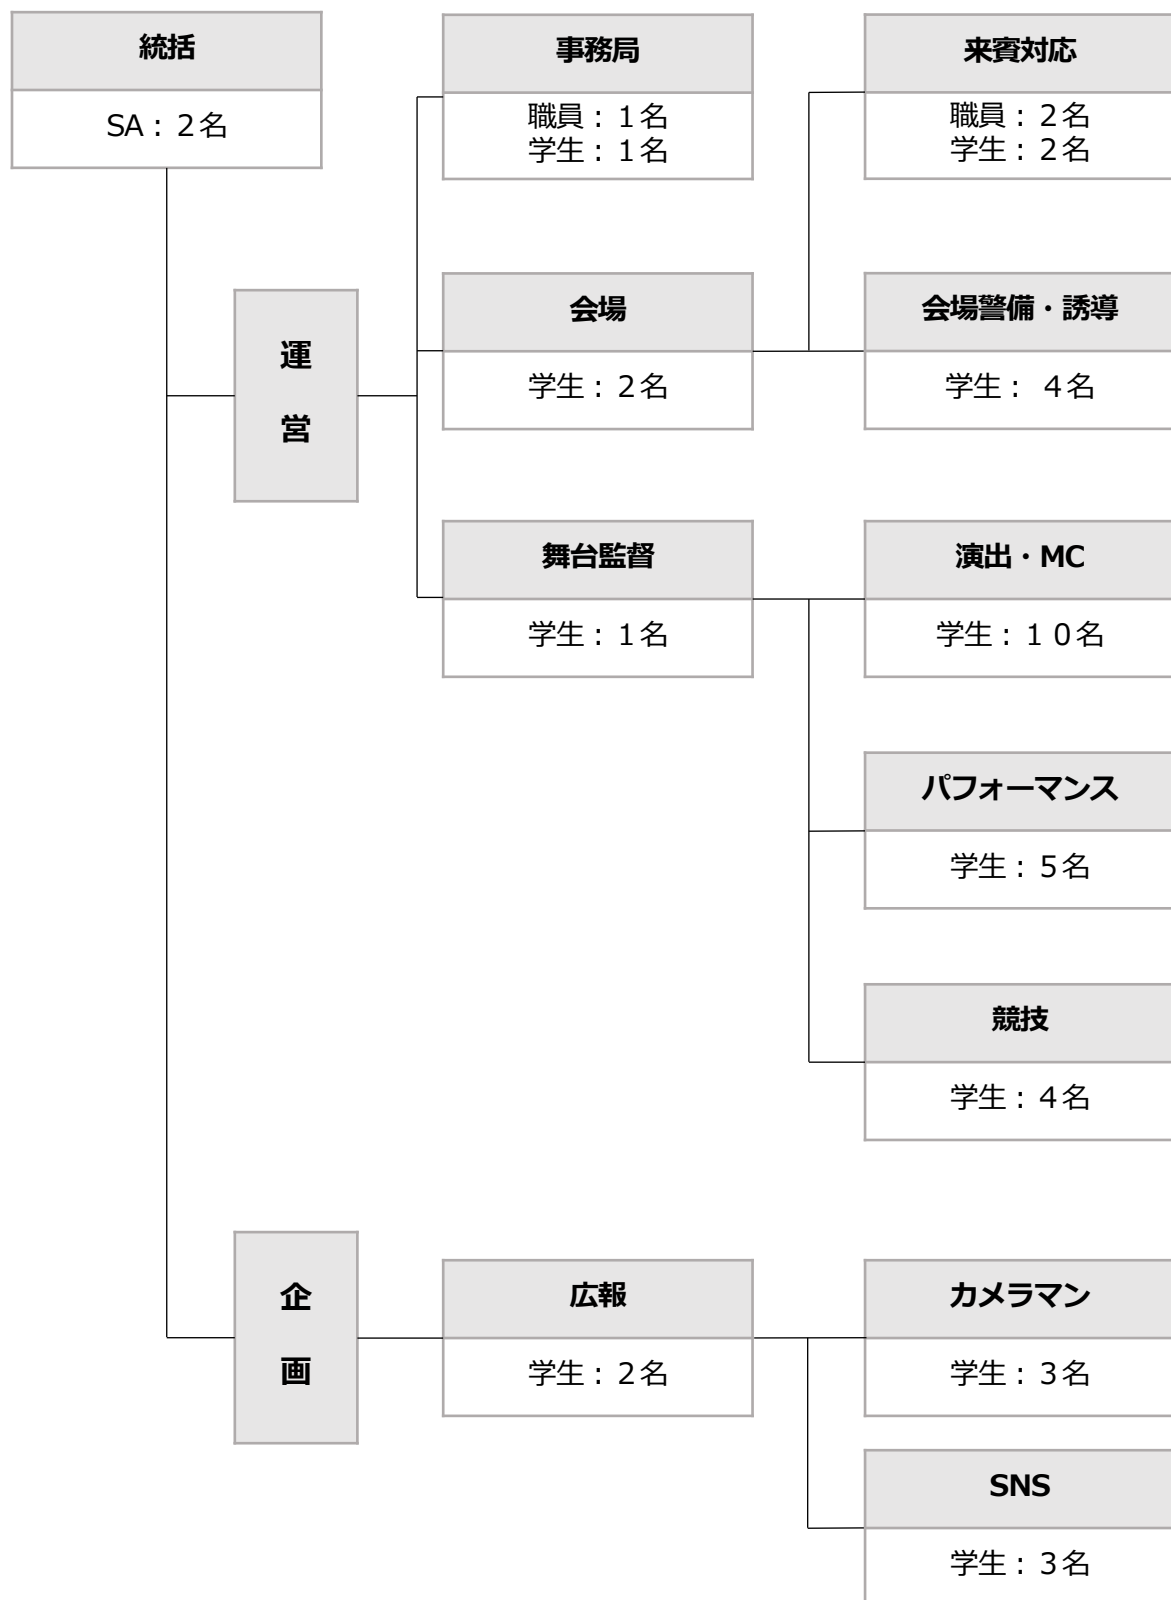 統括
SA：２名
事務局
職員：１名
学生：１名
来賓対応
職員：２名
学生：２名
運
営
会場
学生：２名
会場警備・誘導
学生： ４名
舞台監督
学生：１名
演出・MC
学生：１０名
パフォーマンス
学生：５名
競技
学生：４名
企
画
広報
学生：２名
カメラマン
学生：３名
SNS
学生：３名